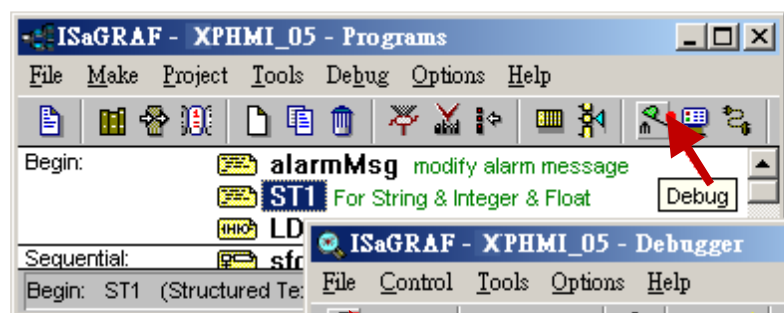 ISaGRAF - XPHMI_05 - Programs
File Make Project Tools Debug Options Help
Begin: alarmMsg modify alarm message
ST1 For String & Integer & Float
Debug
LD
Sequential: sfc
Begin: ST1 (Structured Te
ISaGRAF - XPHMI_05 - Debugger
File Control Tools Options Help